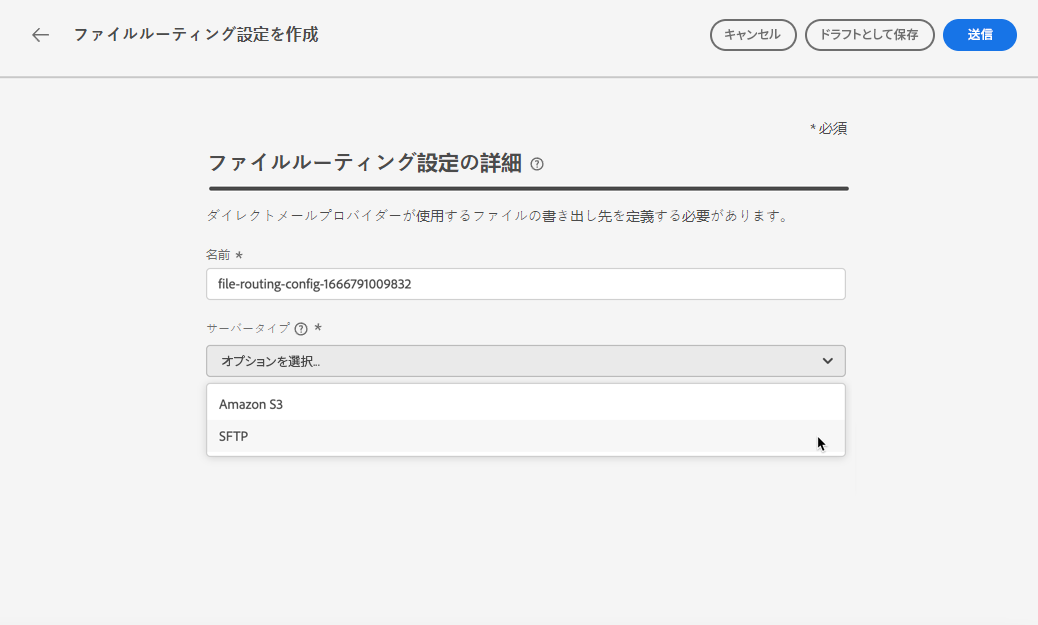 ファイルルーティング設定を作成
キャンセル
ドラフトとして保存
送信
* 必須
ファイルルーティング設定の詳細
ダイレクトメールプロバイダーが使用するファイルの書き出し先を定義する必要があります。
名前 *
file-routing-config-1666791009832
サーバータイプ *
オプションを選択...
Amazon S3
SFTP